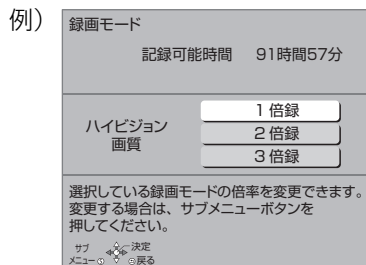 例)
録画モード
記録可能時間 91時間57分
ハイビジョン
画質
1倍録
2倍録
3倍録
選択している録画モードの倍率を変更できます。
変更する場合は、サブメニューボタンを
押してください。
サブ
メニューⓈ
決定
戻る